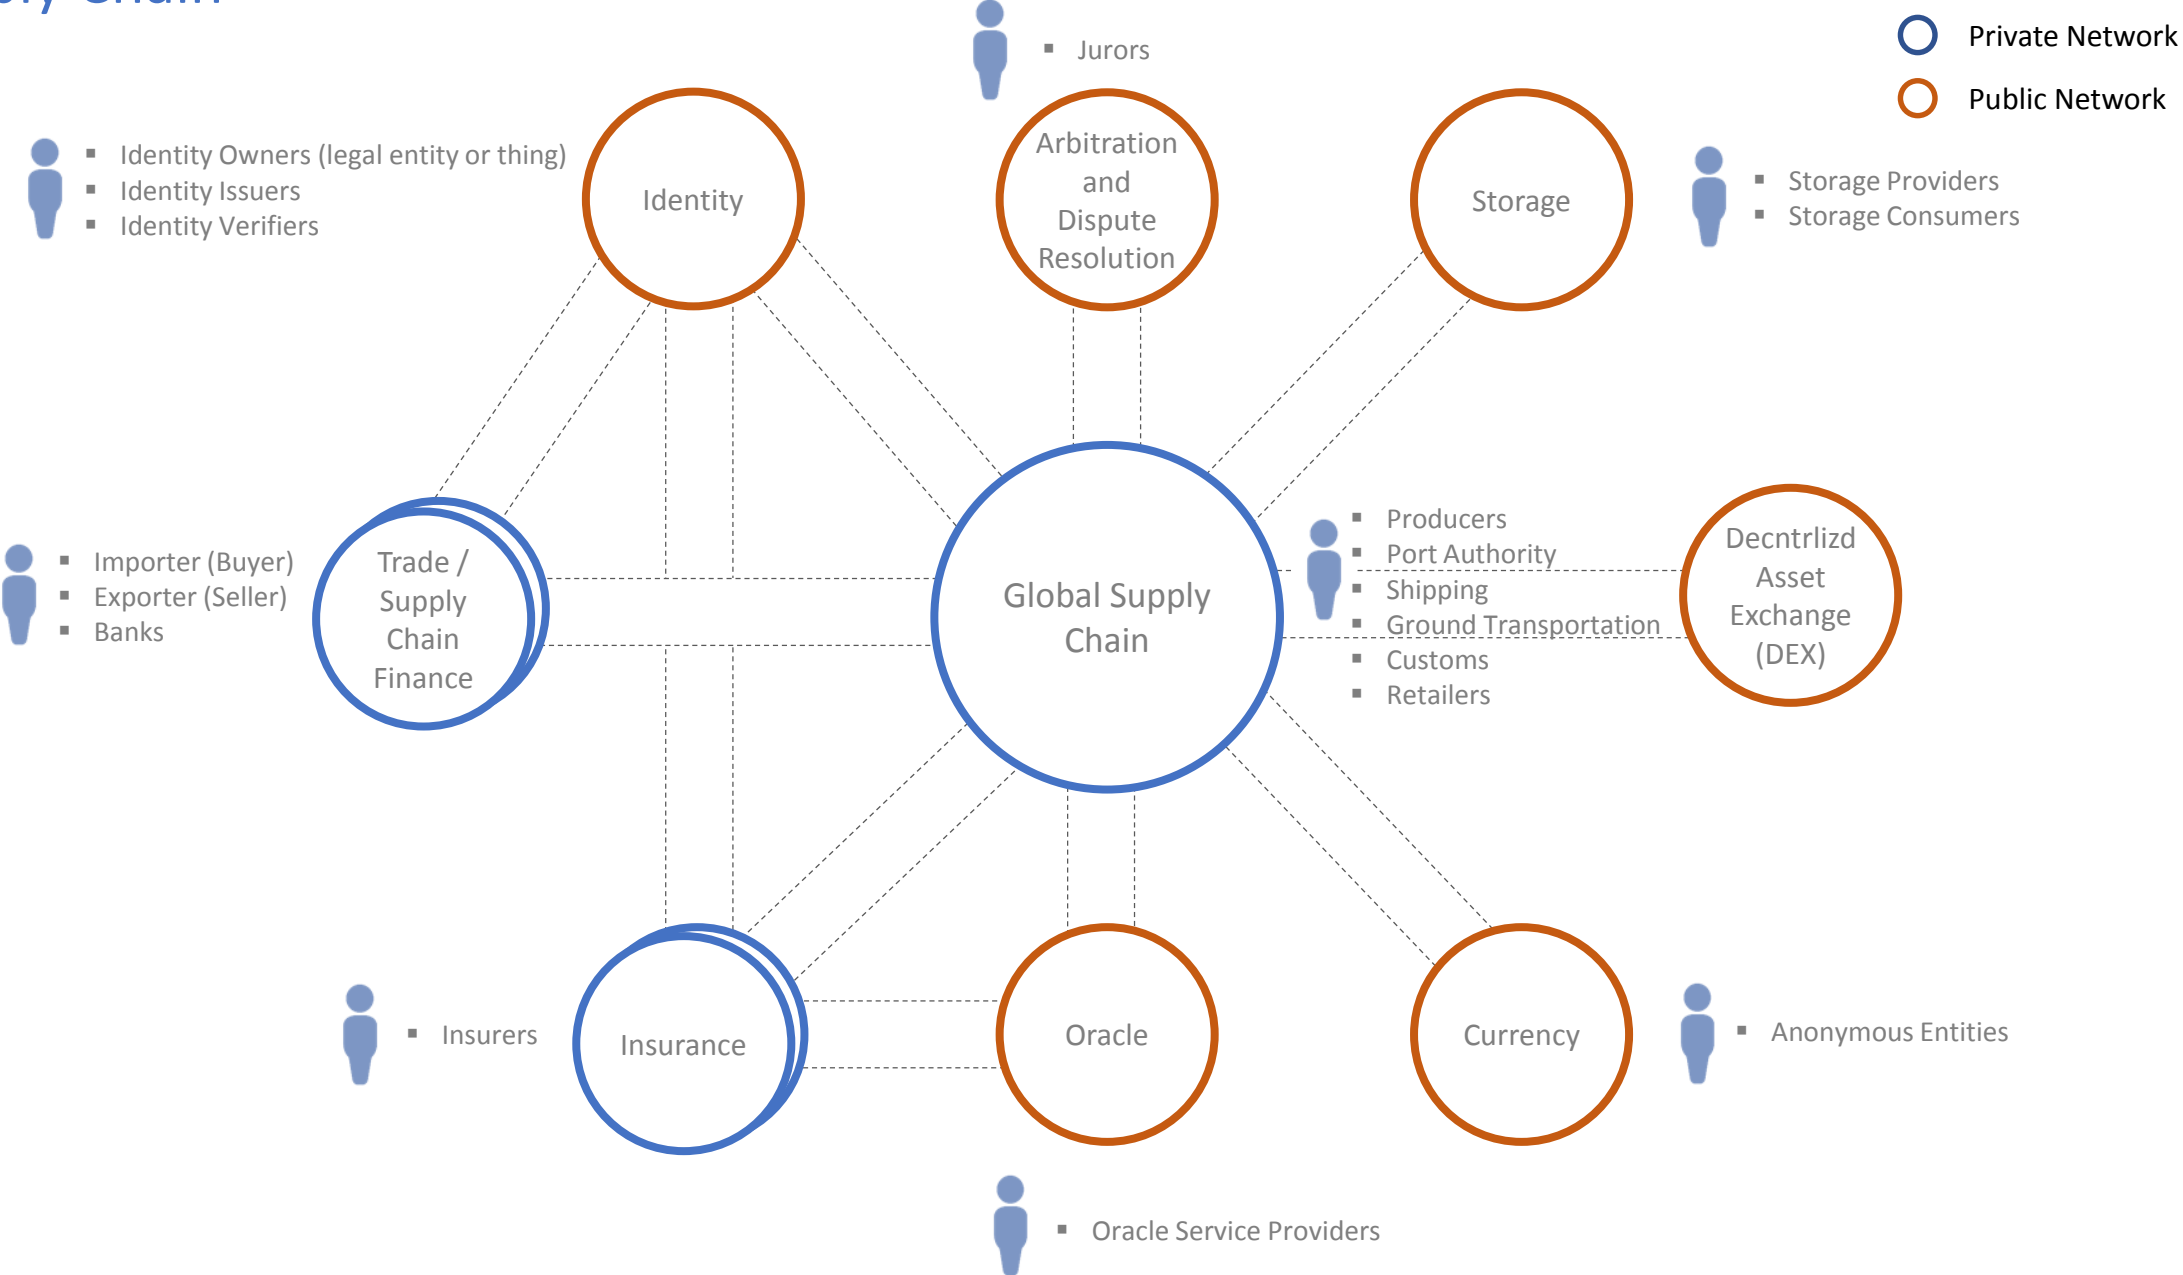 Chain
Private Network
Public Network
Jurors
Identity Owners (legal entity or thing)
Identity Issuers
Identity Verifiers
Identity
Arbitration
and
Dispute
Resolution
Storage
Storage Providers
Storage Consumers
Importer (Buyer)
Exporter (Seller)
Banks
Trade /
Supply
Chain
Finance
Global Supply
Chain
Producers
Port Authority
Shipping
Ground Transportation
Customs
Retailers
Decntrlizd
Asset
Exchange
(DEX)
Insurers
Insurance
Oracle
Currency
Anonymous Entities
Oracle Service Providers